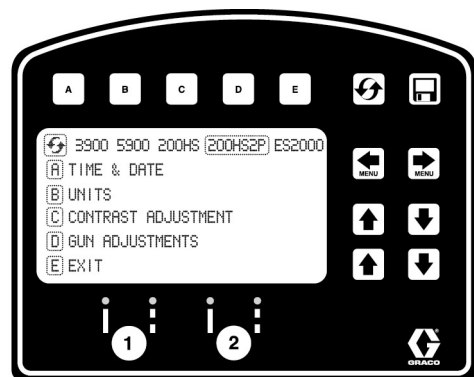 A B C D E
3900 5900 200HS 200HS2P ES2000
A TIME & DATE
B UNITS
C CONTRAST ADJUSTMENT
D GUN ADJUSTMENTS
E EXIT
MENU MENU
1 2
GRACO